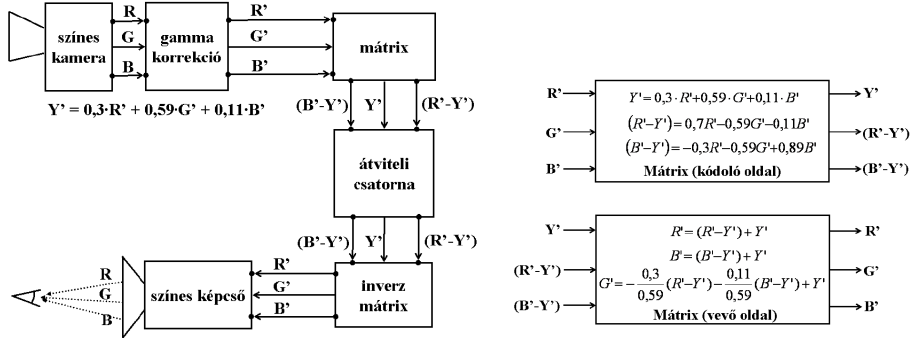 R
G
B
színes
kamera
gamma
korrekció
R'
G'
B'
mátrix
Y' = 0,3·R' + 0,59·G' + 0,11·B'
(B'-Y') Y' (R'-Y')
átviteli
csatorna
(B'-Y') Y' (R'-Y')
inverz
mátrix
R'
G'
B'
színes képcső
R
G
B
R'
G'
B'
Y'=0,3·R'+0,59·G'+0,11·B'
(R'-Y')=0,7R'-0,59G'-0,11B'
(B'-Y')=-0,3R'-0,59G'+0,89B'
Mátrix (kódoló oldal)
Y'
(R'-Y')
(B'-Y')
Y'
(R'-Y')
(B'-Y')
R'=(R'-Y')+Y'
B'=(B'-Y')+Y'
G'=-0,3/0,59(R'-Y')-0,11/0,59(B'-Y')+Y'
Mátrix (vevő oldal)
R'
G'
B'